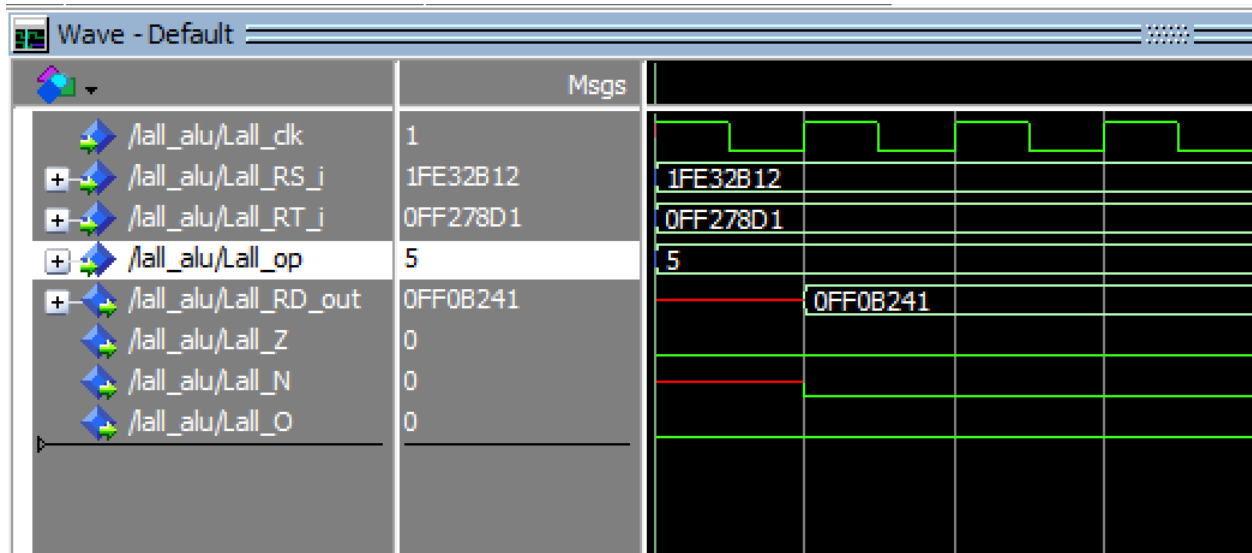 Wave - Default
Msgs
/lall_alu/Lall_clk 1
/lall_alu/Lall_RS_i 1FE32B12 1FE32B12
/lall_alu/Lall_RT_i 0FF278D1 0FF278D1
/lall_alu/Lall_op 5 5
/lall_alu/Lall_RD_out 0FF0B241 0FF0B241
/lall_alu/Lall_Z 0
/lall_alu/Lall_N 0
/lall_alu/Lall_O 0